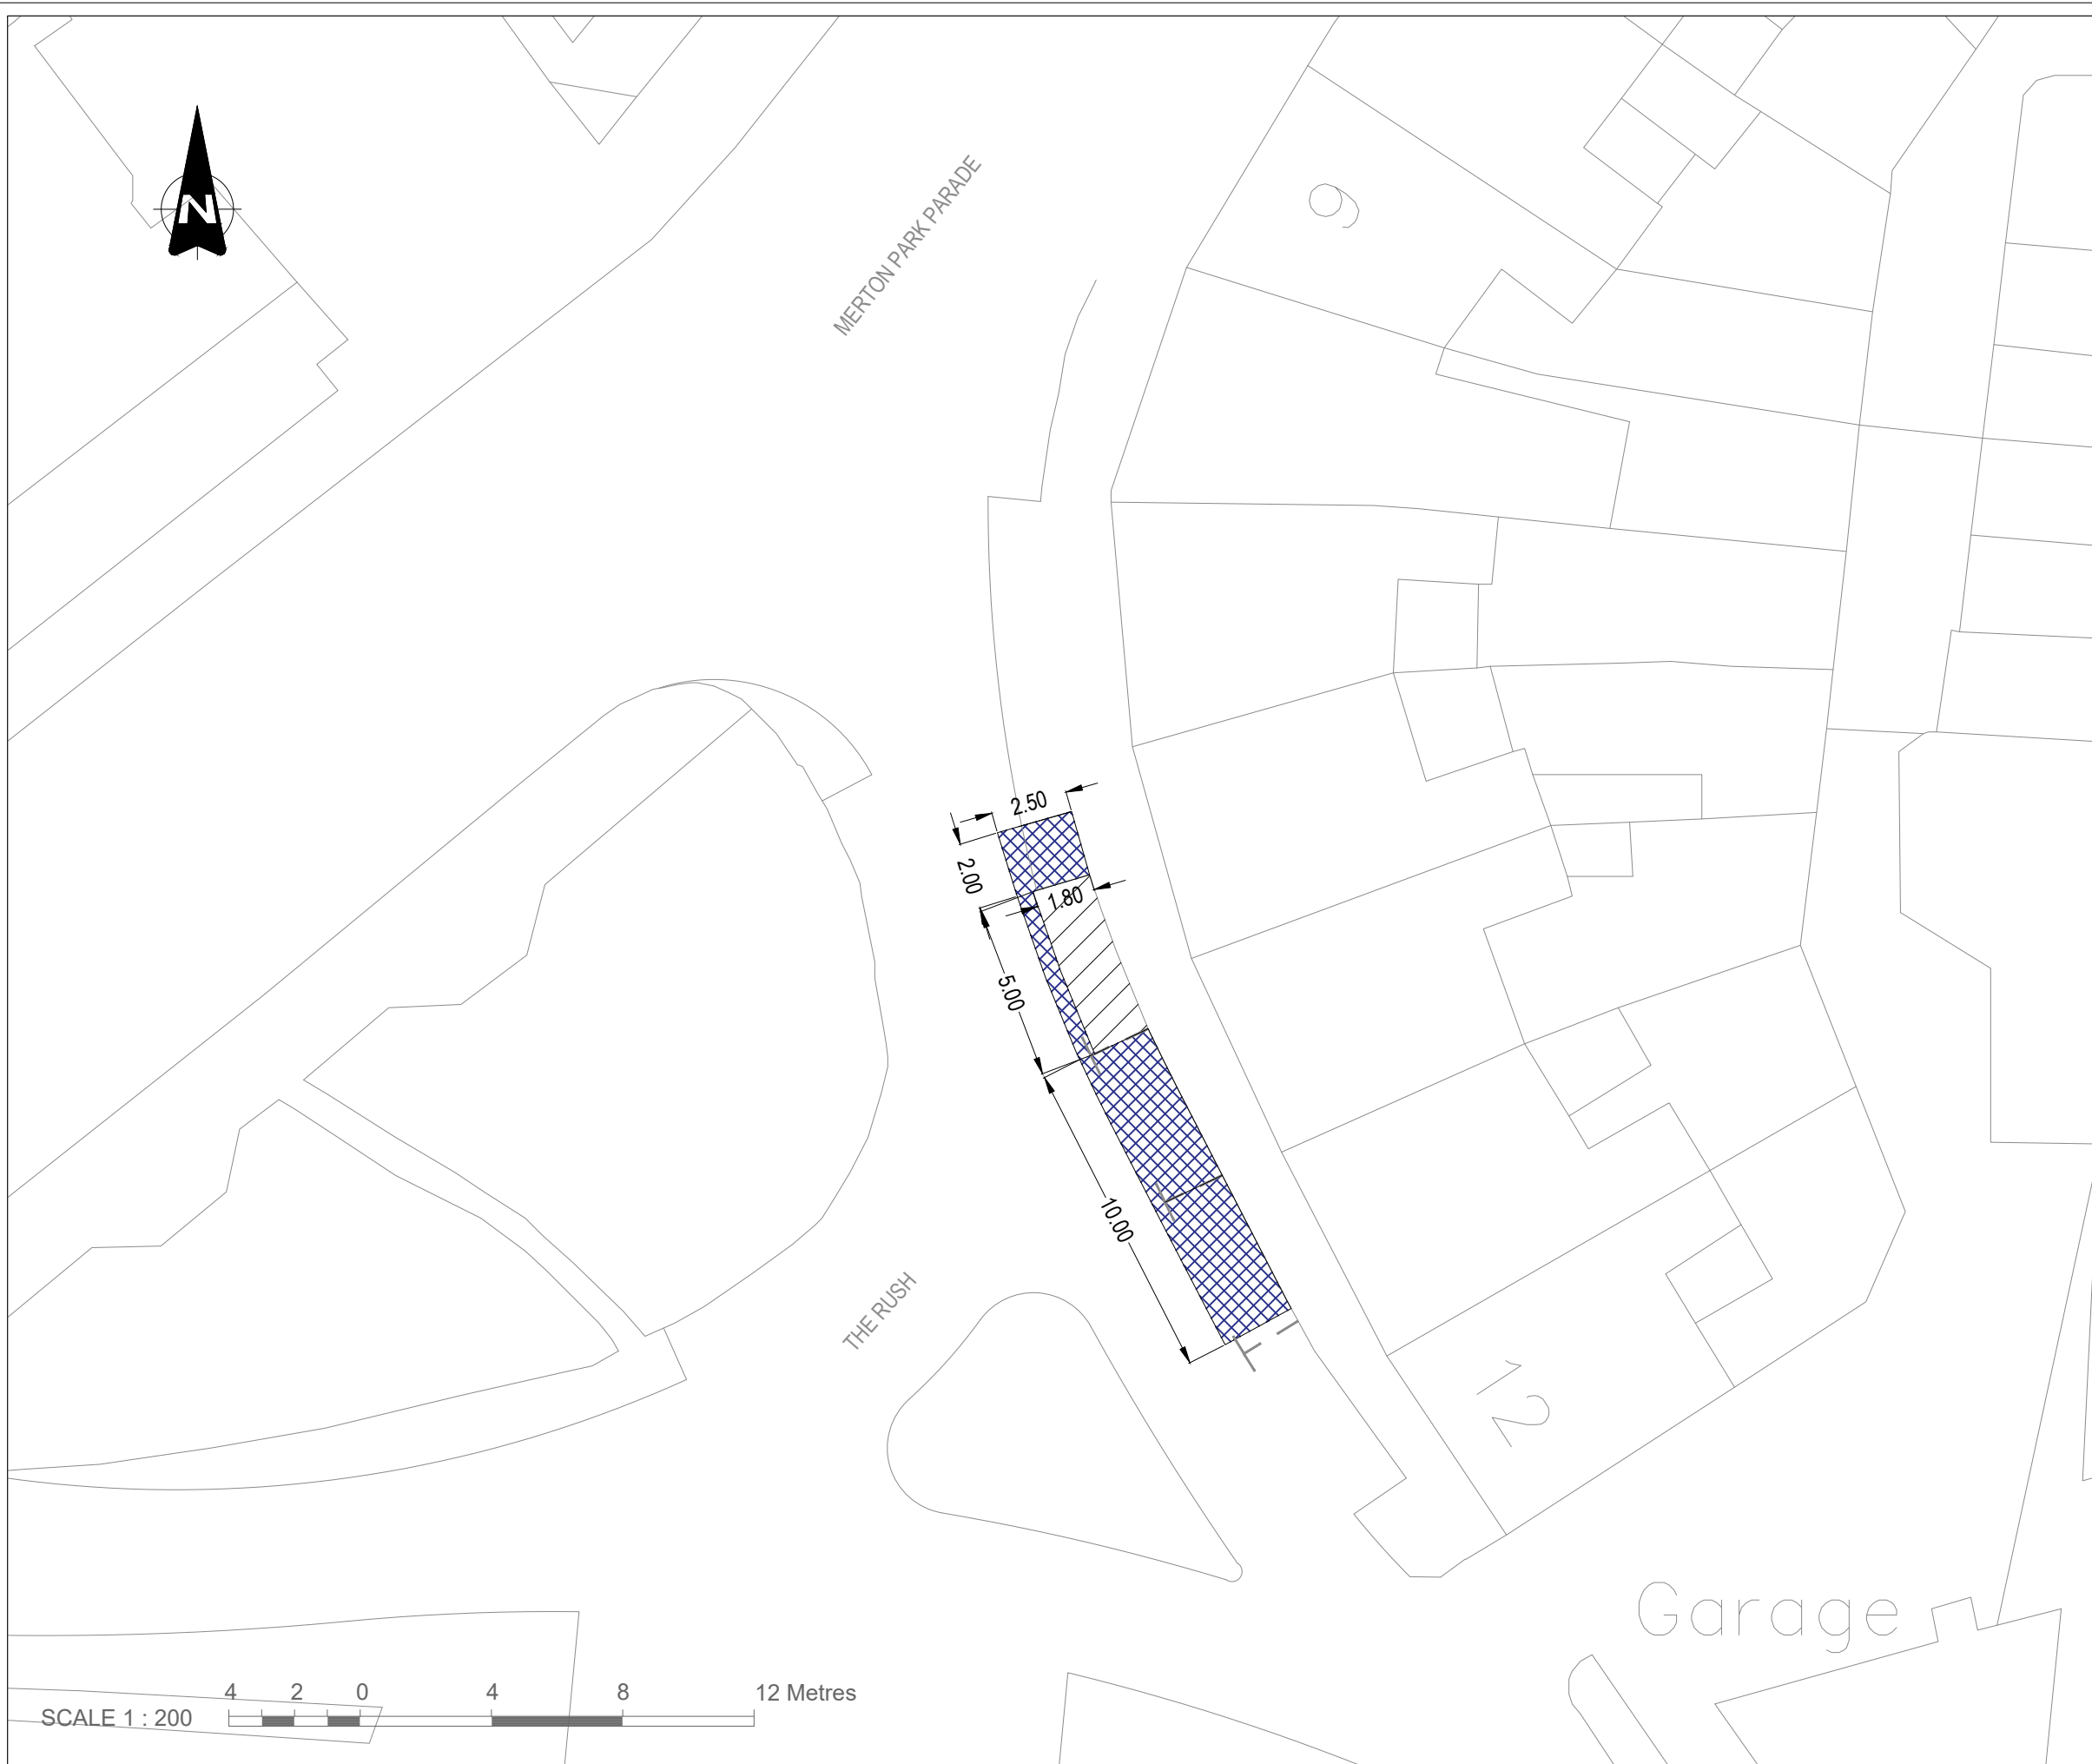 N
MERTON PARK PARADE
9
2.50
2.00
1.80
5.00
10.00
THE RUSH
12
Garage
4 2 0 4 8 12 Metres
SCALE 1 : 200